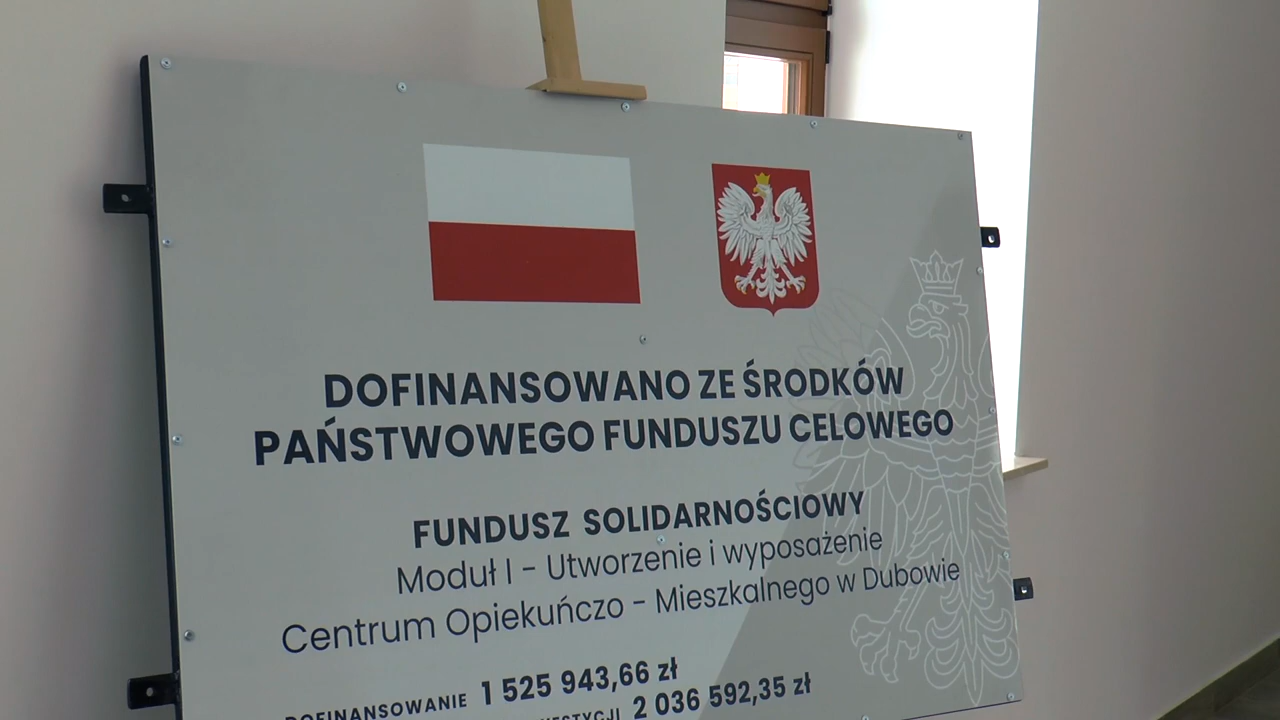 DOFINANSOWANO ZE ŚRODKÓW
PAŃSTWOWEGO FUNDUSZU CELOWEGO
FUNDUSZ SOLIDARNOŚCIOWY
Moduł I - Utworzenie i wyposażenie
Centrum Opiekuńczo - Mieszkalnego w Dubowie
DOFINANSOWANIE 1 525 943,66 zł
2 036 592,35 zł